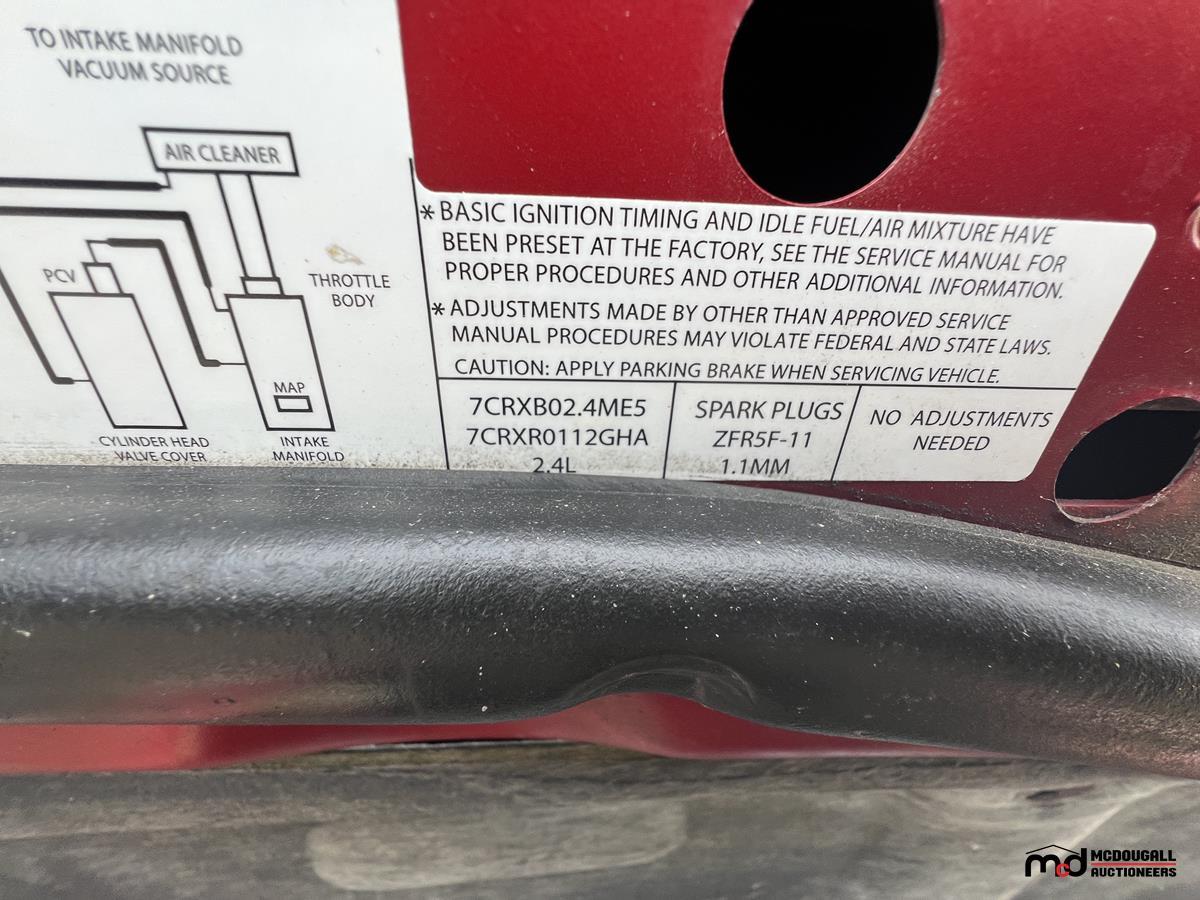 TO INTAKE MANIFOLD
VACUUM SOURCE
AIR CLEANER
PCV
THROTTLE
BODY
MAP
CYLINDER HEAD
VALVE COVER
INTAKE
MANIFOLD
* BASIC IGNITION TIMING AND IDLE FUEL/AIR MIXTURE HAVE
BEEN PRESET AT THE FACTORY, SEE THE SERVICE MANUAL FOR
PROPER PROCEDURES AND OTHER ADDITIONAL INFORMATION.
* ADJUSTMENTS MADE BY OTHER THAN APPROVED SERVICE
MANUAL PROCEDURES MAY VIOLATE FEDERAL AND STATE LAWS.
CAUTION: APPLY PARKING BRAKE WHEN SERVICING VEHICLE.
7CRXB02.4ME5
7CRXR0112GHA
2.4L
SPARK PLUGS
ZFR5F-11
1.1MM
NO ADJUSTMENTS
NEEDED
mcd
MCDOUGALL
AUCTIONEERS